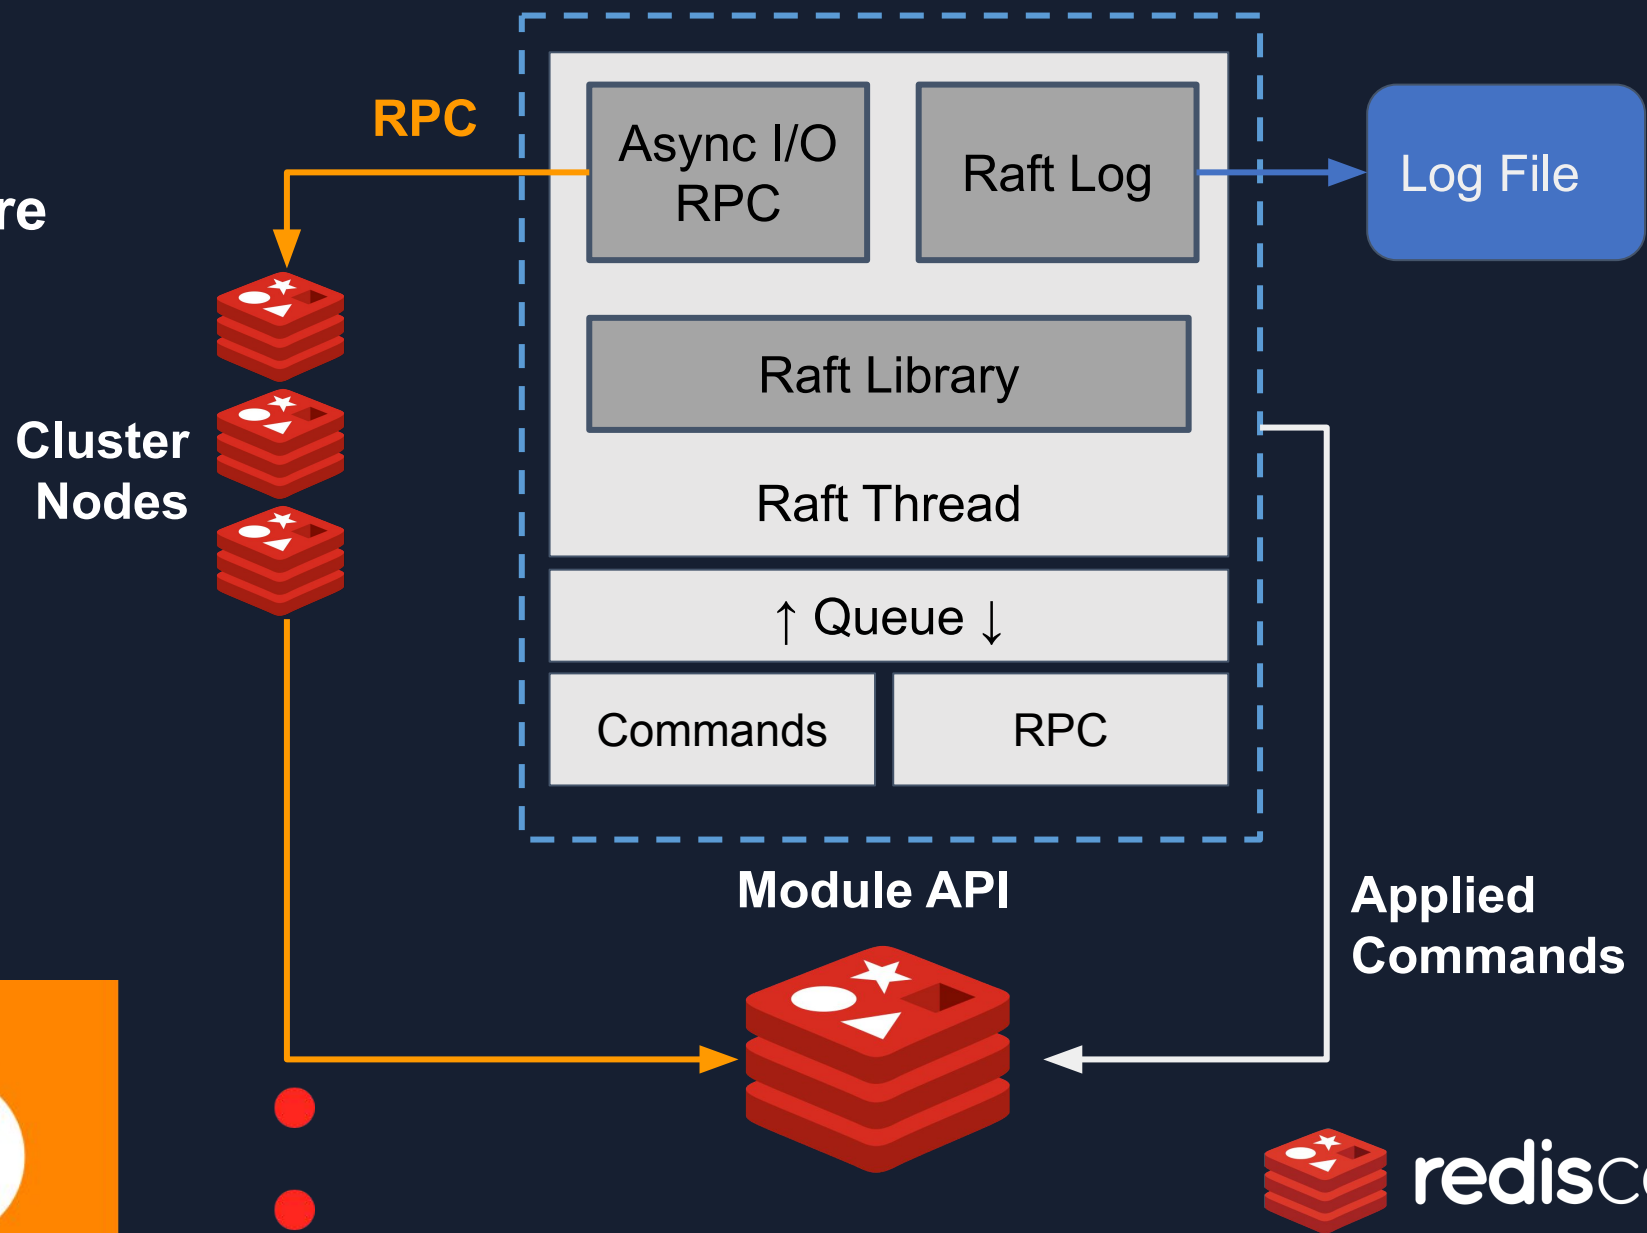 RPC
Async I/O
RPC
Raft Log
Log File
re
Raft Library
Cluster
Nodes
Raft Thread
↑ Queue ↓
Commands
RPC
Module API
Applied
Commands
redisc